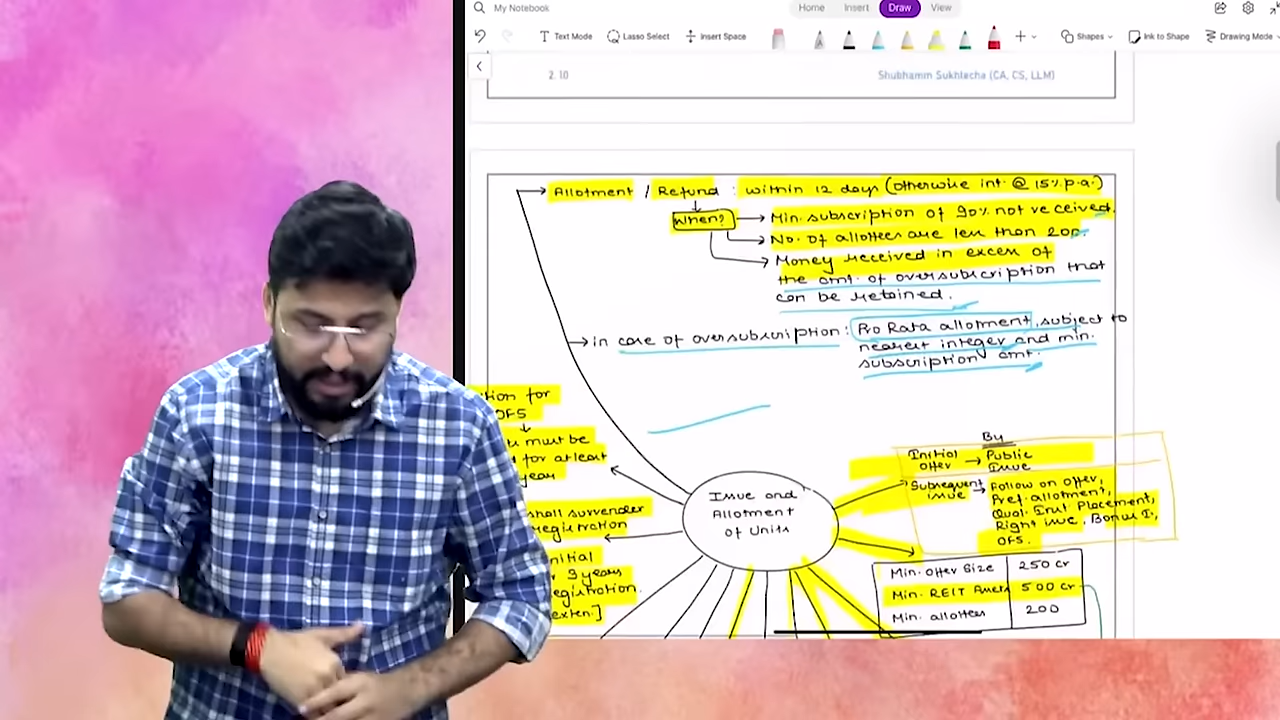 My Notebook
Home Insert Draw View
Text Mode Lasso Select Insert Space Shapes Ink to Shape Drawing Mode
2.10 Shubhamm Sukhlecha (CA, CS, LLM)
Allotment / Refund : within 12 days (otherwise int. @ 15% p.a.)
When? → Min. subscription of 90% not received.
→ No. of allottees are less than 200.
→ Money received in excess of
the amt. of oversubscription that
can be retained.
→ in case of oversubscription : Pro Rata allotment, subject to
nearest integer and min.
subscription amt.
tion for
OFS
↓
must be
for atleast
year
shall surrender
registration
nitial
3 years
egistration.
exten.]
Issue and
Allotment
of Units
By
Initial offer → Public Issue
Subsequent issue → Follow on offer,
Pref. allotment,
Qual. Inst Placement,
Right issue, Bonus I,
OFS.
Min. Offer Size 250 cr
Min. REIT Assets 500 Cr
Min. allottees 200